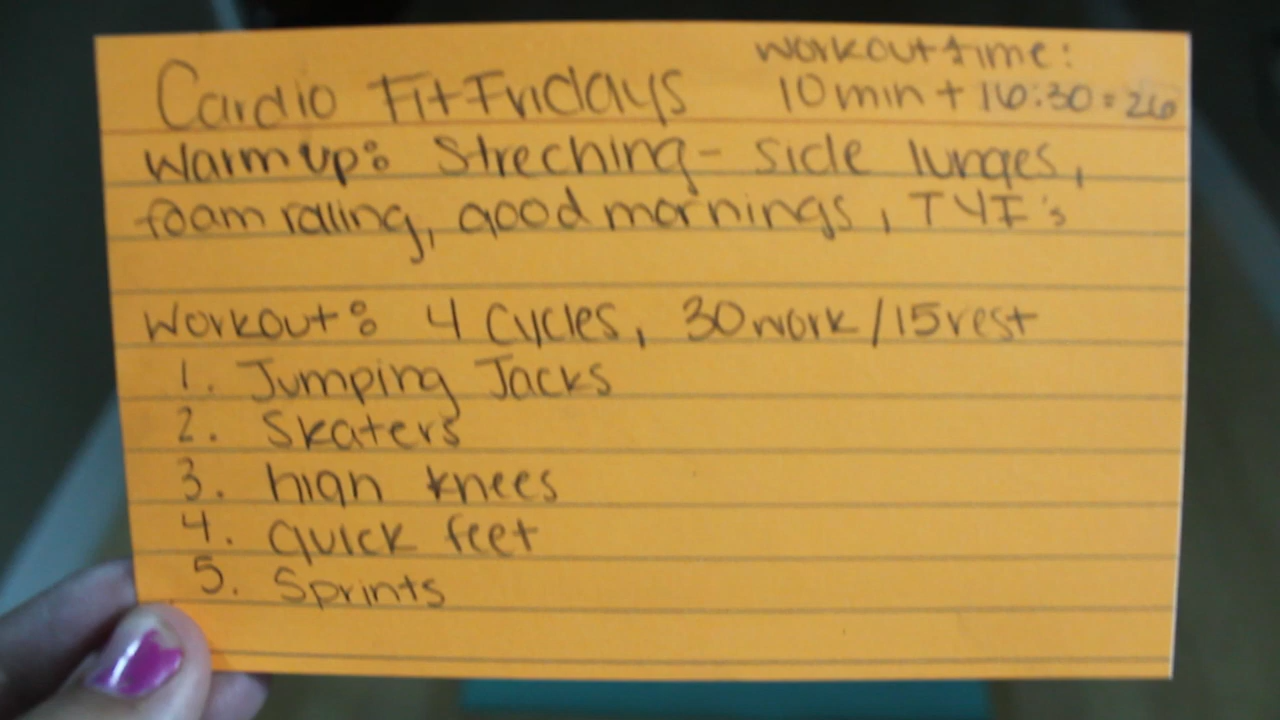 Cardio FitFridays
workout time:
10 min + 16:30 = 26
Warm up: Streching - side lunges,
foam rolling, good mornings, TYI's
Workout: 4 Cycles, 30 work / 15 rest
1. Jumping Jacks
2. Skaters
3. high knees
4. quick feet
5. Sprints